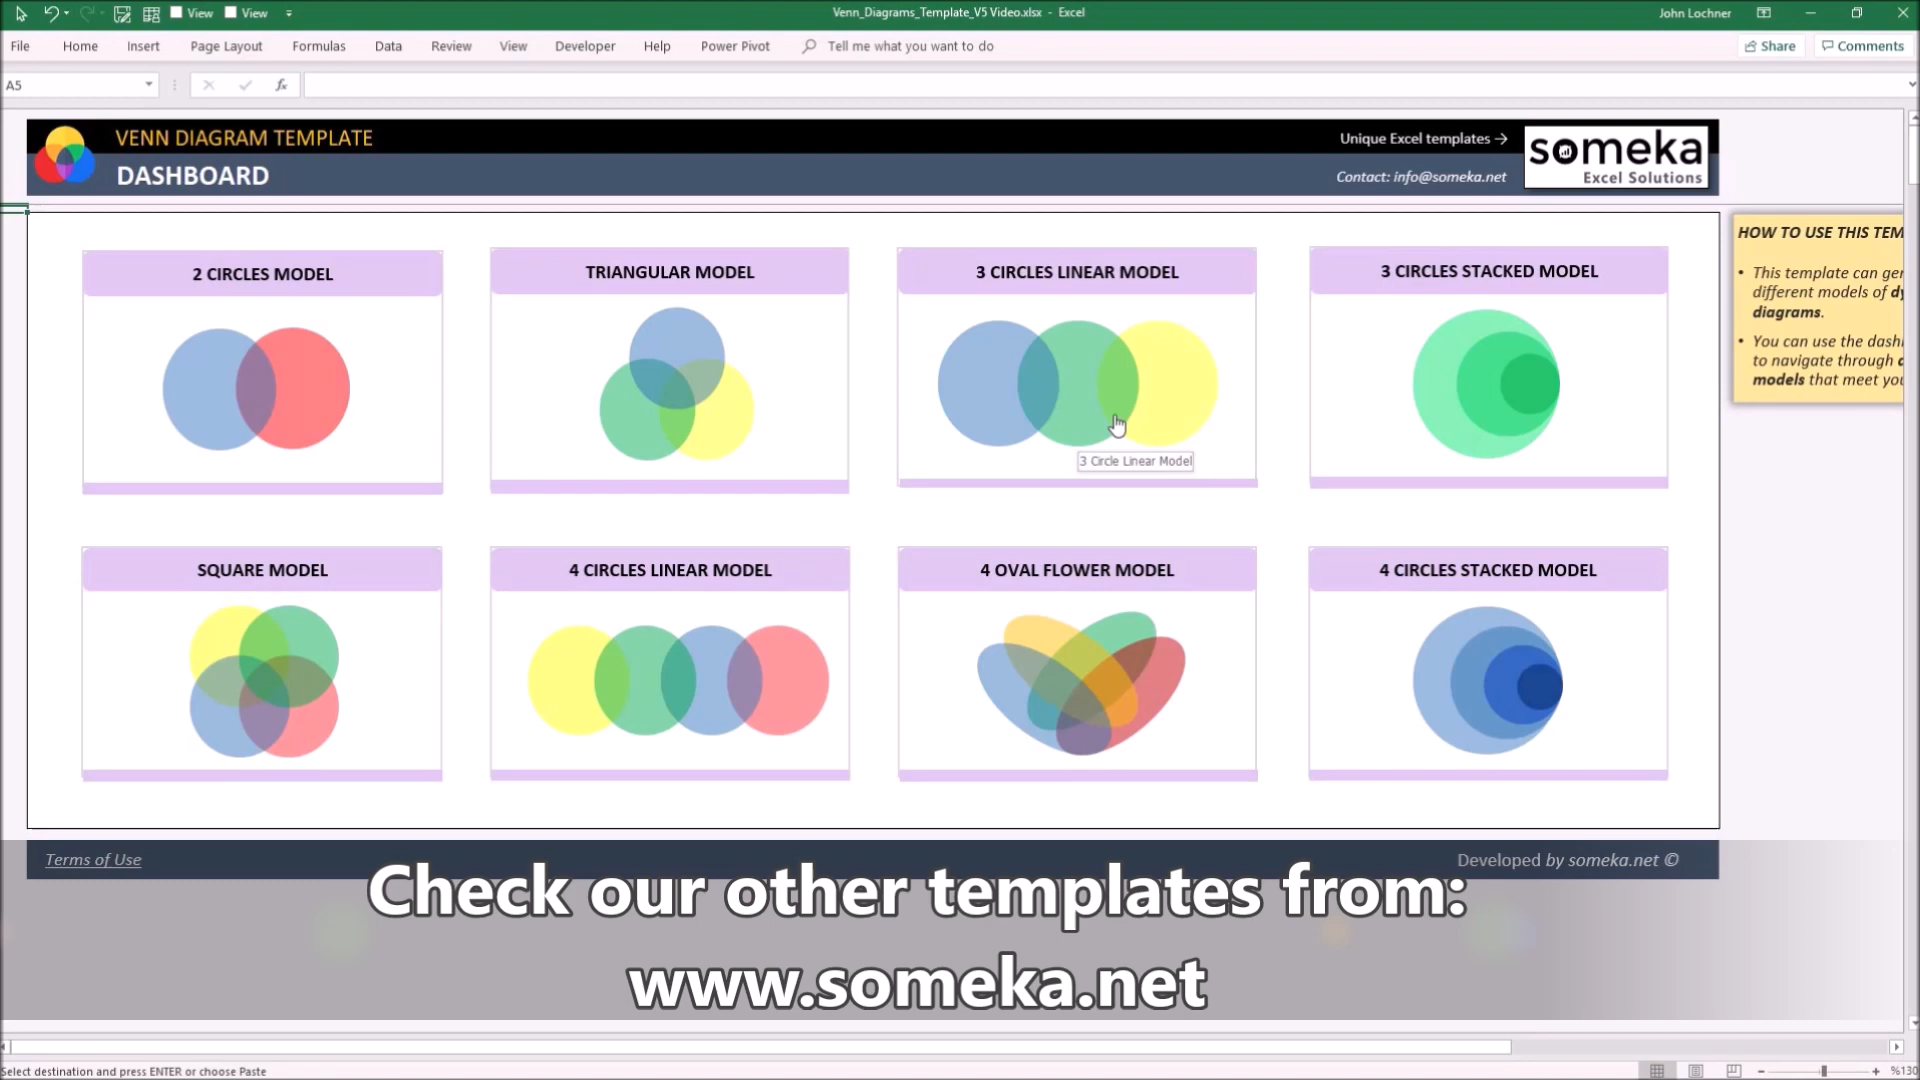 View
View
Venn_Diagrams_Template_V5 Video.xlsx - Excel
John Lochner
File
Home
Insert
Page Layout
Formulas
Data
Review
View
Developer
Help
Power Pivot
Tell me what you want to do
Share
Comments
A5
fx
VENN DIAGRAM TEMPLATE
DASHBOARD
Unique Excel templates →
Contact: info@someka.net
someka
Excel Solutions
HOW TO USE THIS TEM
• This template can ger
different models of dy
diagrams.
• You can use the dash
to navigate through
models that meet you
2 CIRCLES MODEL
TRIANGULAR MODEL
3 CIRCLES LINEAR MODEL
3 CIRCLES STACKED MODEL
3 Circle Linear Model
SQUARE MODEL
4 CIRCLES LINEAR MODEL
4 OVAL FLOWER MODEL
4 CIRCLES STACKED MODEL
Terms of Use
Developed by someka.net ©
Check our other templates from:
www.someka.net
Select destination and press ENTER or choose Paste
%130